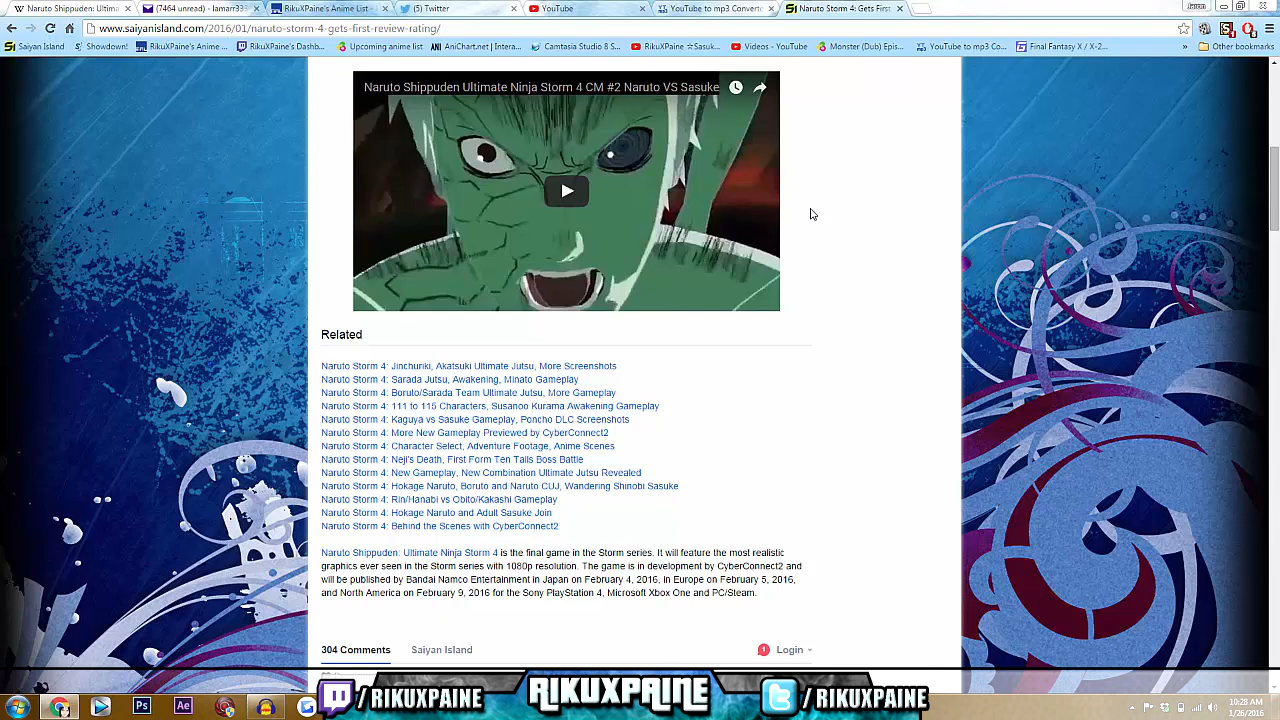 Naruto Shippuden: Ultima
(7464 unread) - lamarr933
RikuXPaine's Anime List -
(5) Twitter
YouTube
YouTube to mp3 Converte
Naruto Storm 4: Gets First
www.saiyanisland.com/2016/01/naruto-storm-4-gets-first-review-rating/
Saiyan Island
Showdown!
RikuXPaine's Anime ...
RikuXPaine's Dashb...
Upcoming anime list
AniChart.net | Intera...
Camtasia Studio 8 S...
RikuXPaine ☆Sasuk...
Videos - YouTube
Monster (Dub) Epis...
YouTube to mp3 Co...
Final Fantasy X / X-2...
Other bookmarks
Naruto Shippuden Ultimate Ninja Storm 4 CM #2 Naruto VS Sasuke
Related
Naruto Storm 4: Jinchuriki, Akatsuki Ultimate Jutsu, More Screenshots
Naruto Storm 4: Sarada Jutsu, Awakening, Minato Gameplay
Naruto Storm 4: Boruto/Sarada Team Ultimate Jutsu, More Gameplay
Naruto Storm 4: 111 to 115 Characters, Susanoo Kurama Awakening Gameplay
Naruto Storm 4: Kaguya vs Sasuke Gameplay, Poncho DLC Screenshots
Naruto Storm 4: More New Gameplay Previewed by CyberConnect2
Naruto Storm 4: Character Select, Adventure Footage, Anime Scenes
Naruto Storm 4: Neji's Death, First Form Ten Tails Boss Battle
Naruto Storm 4: New Gameplay, New Combination Ultimate Jutsu Revealed
Naruto Storm 4: Hokage Naruto, Boruto and Naruto CUJ, Wandering Shinobi Sasuke
Naruto Storm 4: Rin/Hanabi vs Obito/Kakashi Gameplay
Naruto Storm 4: Hokage Naruto and Adult Sasuke Join
Naruto Storm 4: Behind the Scenes with CyberConnect2
Naruto Shippuden: Ultimate Ninja Storm 4 is the final game in the Storm series. It will feature the most realistic
graphics ever seen in the Storm series with 1080p resolution. The game is in development by CyberConnect2 and
will be published by Bandai Namco Entertainment in Japan on February 4, 2016, in Europe on February 5, 2016,
and North America on February 9, 2016 for the Sony PlayStation 4, Microsoft Xbox One and PC/Steam.
304 Comments
Saiyan Island
Login
/RIKUXPAINE
RIKUXPAINE
/RIKUXPAINE
Ps
Ae
10:28 AM
1/26/2016